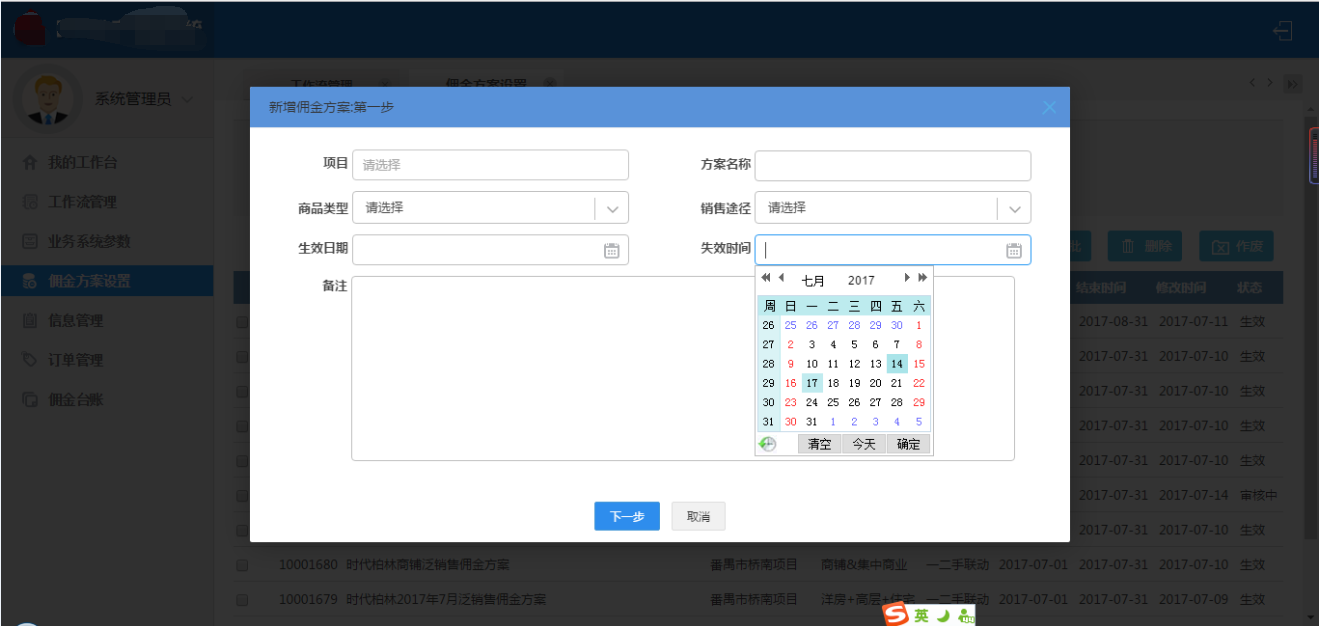 系统管理员
工作流管理 佣金方案设置
我的工作台
工作流管理
业务系统参数
佣金方案设置
信息管理
订单管理
佣金台账
新增佣金方案:第一步
项目 请选择 方案名称
商品类型 请选择 销售途径 请选择
生效日期 失效时间
备注
七月 2017
周 日 一 二 三 四 五 六
26 25 26 27 28 29 30 1
27 2 3 4 5 6 7 8
28 9 10 11 12 13 14 15
29 16 17 18 19 20 21 22
30 23 24 25 26 27 28 29
31 30 31 1 2 3 4 5
清空 今天 确定
下一步 取消
删除 作废
结束时间 修改时间 状态
2017-08-31 2017-07-11 生效
2017-07-31 2017-07-10 生效
2017-07-31 2017-07-10 生效
2017-07-31 2017-07-10 生效
2017-07-31 2017-07-10 生效
2017-07-31 2017-07-14 审核中
2017-07-31 2017-07-10 生效
10001680 时代柏林商铺泛销售佣金方案 番禺市桥南项目 商铺&集中商业 一二手联动 2017-07-01 2017-07-31 2017-07-10 生效
10001679 时代柏林2017年7月泛销售佣金方案 番禺市桥南项目 洋房+高层+住宅 一二手联动 2017-07-01 2017-07-31 2017-07-09 生效
英